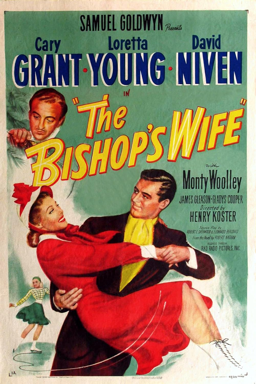 SAMUEL GOLDWYN Presents
Cary Loretta David
GRANT · YOUNG · NIVEN
IN
"THE
BISHOP'S WIFE"
with
Monty Woolley
JAMES GLEASON · GLADYS COOPER
Directed by
HENRY KOSTER